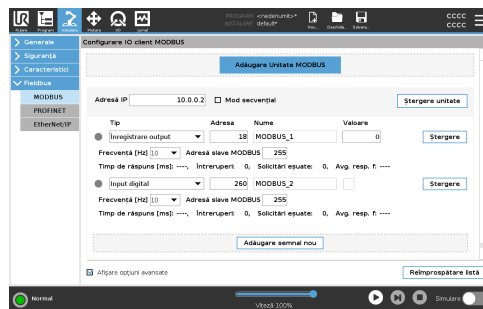 PROGRAM <nedenumit>*
INSTALARE default*
Rulare Program Instalare Mutare I/O Jurnal Nou... Deschide... Salvare...
CCCC
CCCC
Generale
Siguranță
Caracteristici
Fieldbus
MODBUS
PROFINET
EtherNet/IP
Configurare IO client MODBUS
Adăugare Unitate MODBUS
Adresă IP 10.0.0.2 Mod secvențial Ștergere unitate
Tip Adresa Nume Valoare
Înregistrare output 18 MODBUS_1 0 Ștergere
Frecvență [Hz] 10 Adresă slave MODBUS 255
Timp de răspuns [ms]: ----, Întreruperi: 0, Solicitări eșuate: 0, Avg. resp. f: ----
Input digital 260 MODBUS_2 Ștergere
Frecvență [Hz] 10 Adresă slave MODBUS 255
Timp de răspuns [ms]: ----, Întreruperi: 0, Solicitări eșuate: 0, Avg. resp. f: ----
Adăugare semnal nou
Afișare opțiuni avansate Reîmprospătare listă
Normal Viteză 100% Simulare